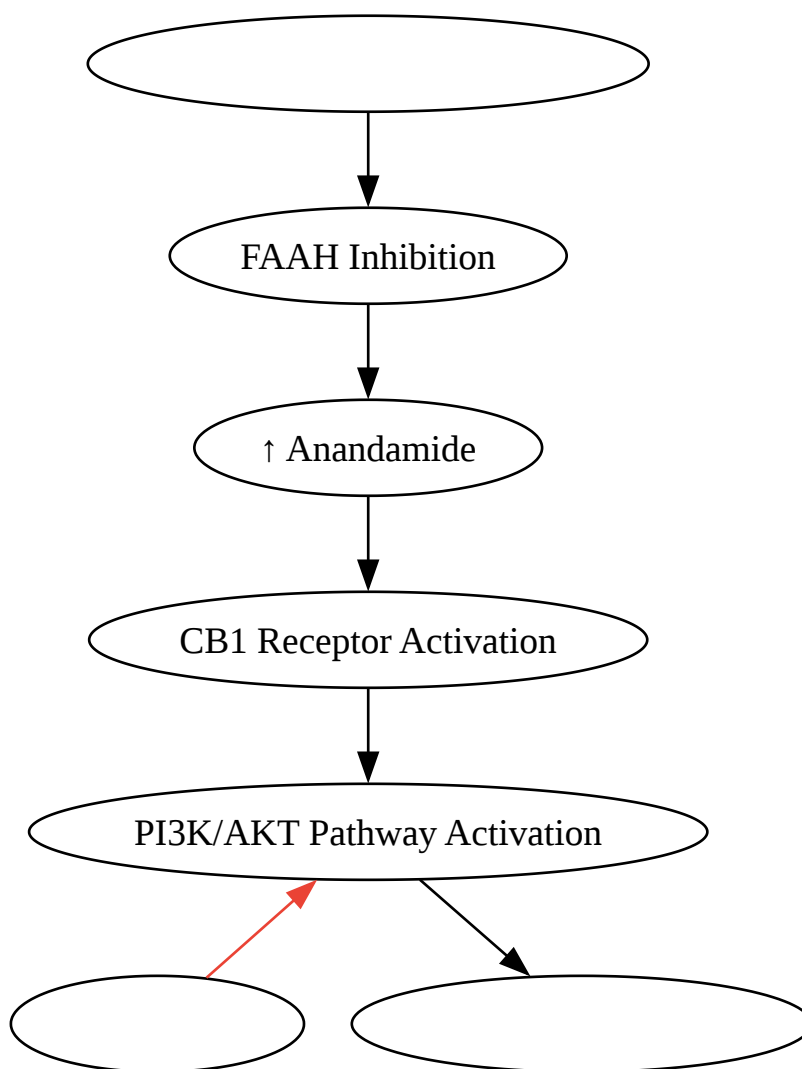 FAAH Inhibition
↑ Anandamide
CB1 Receptor Activation
PI3K/AKT Pathway Activation